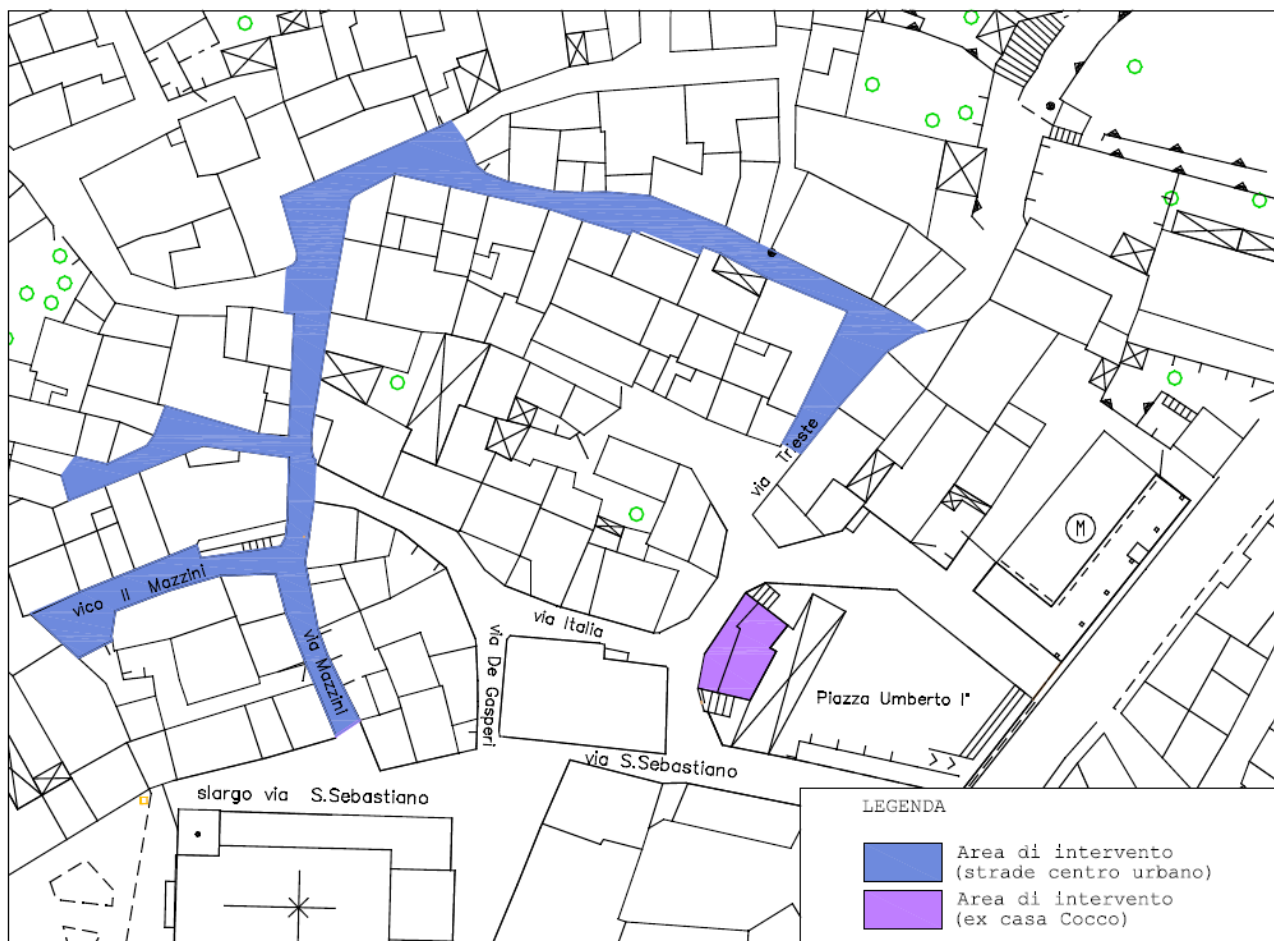 via Trieste
M
vico II Mazzini
via Mazzini
via Italia
via De Gasperi
Piazza Umberto I°
via S.Sebastiano
slargo via S.Sebastiano
LEGENDA
Area di intervento
(strade centro urbano)
Area di intervento
(ex casa Cocco)